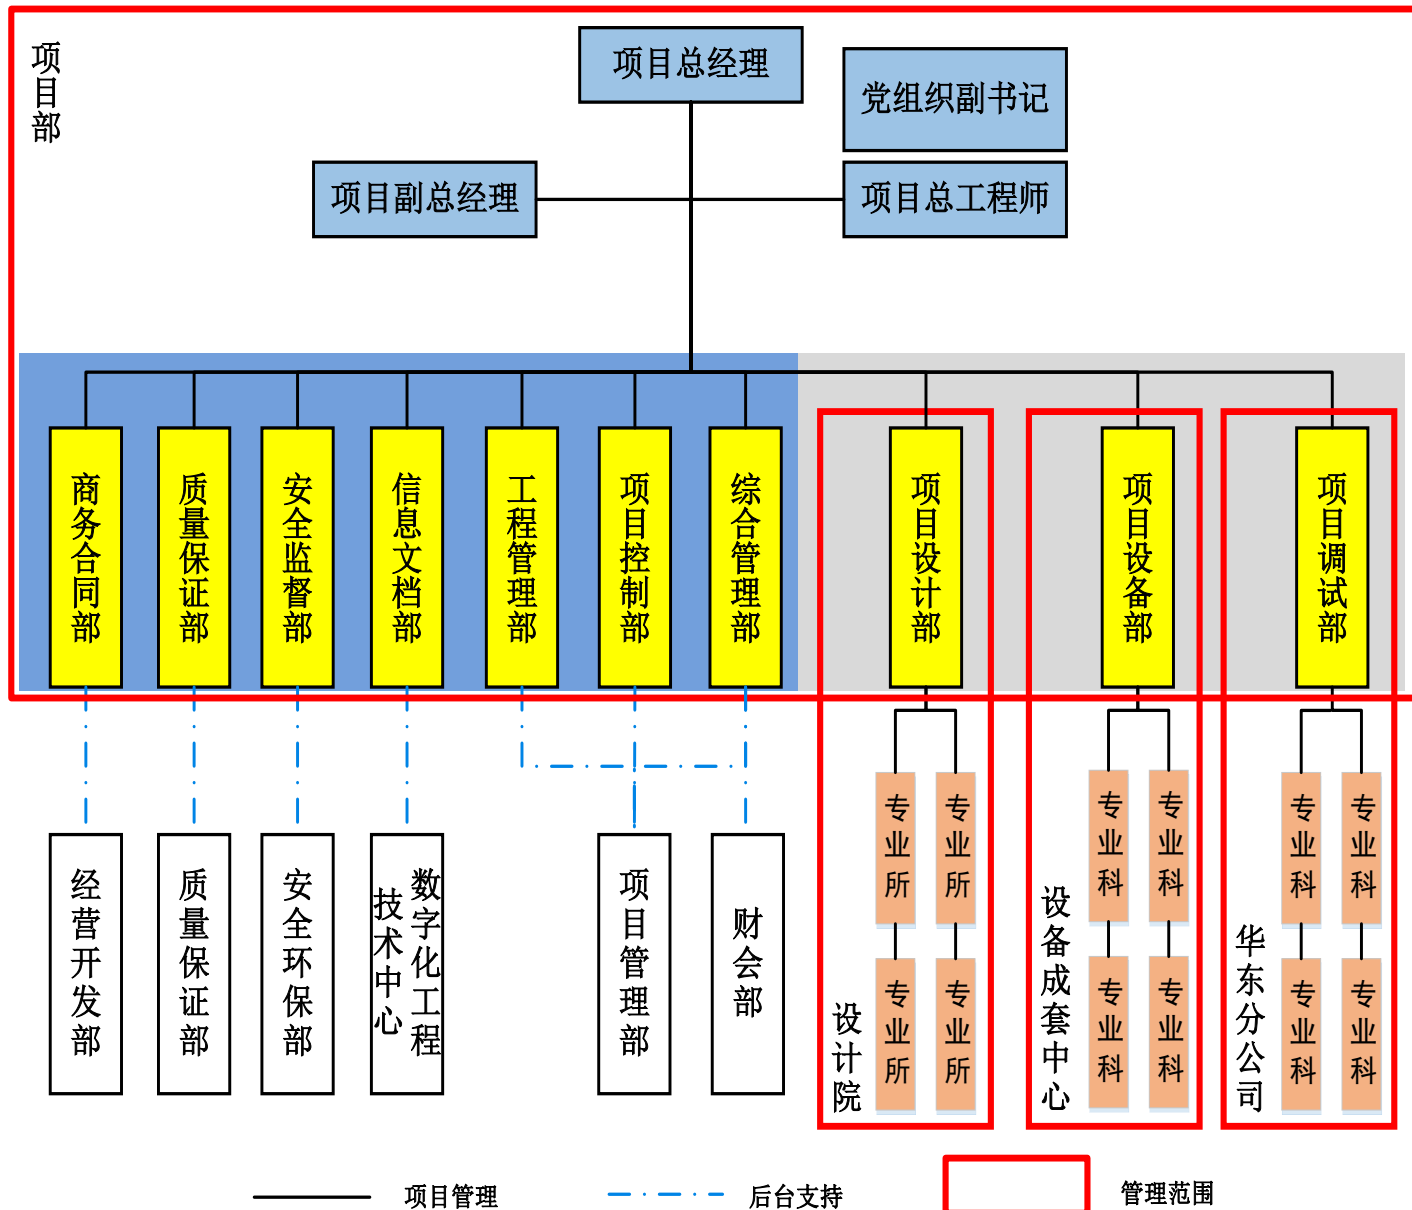 项目部
项目总经理
党组织副书记
项目副总经理
项目总工程师
商务合同部
质量保证部
安全监督部
信息文档部
工程管理部
项目控制部
综合管理部
项目设计部
项目设备部
项目调试部
经营开发部
质量保证部
安全环保部
数字化工程
技术中心
项目管理部
财会部
设计院
专业所
专业所
专业所
专业所
设备成套中心
专业科
专业科
专业科
专业科
华东分公司
专业科
专业科
专业科
专业科
项目管理
后台支持
管理范围